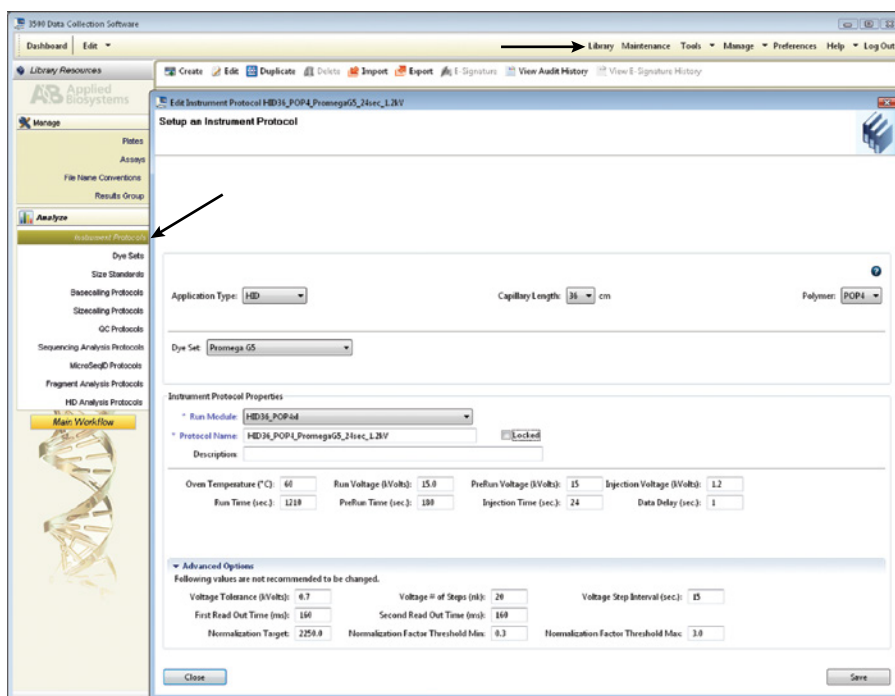 3500 Data Collection Software
Dashboard Edit
Library Maintenance Tools Manage Preferences Help Log Out
Library Resources
Create Edit Duplicate Delete Import Export E-Signature View Audit History View E-Signature History
AB Applied Biosystems
Edit Instrument Protocol HID36_POP4_PromegaG5_24sec_1.2kV
Setup an Instrument Protocol
Manage
Plates
Assays
File Name Conventions
Results Group
Analyze
Instrument Protocols
Dye Sets
Size Standards
Basecalling Protocols
Sizecalling Protocols
QC Protocols
Sequencing Analysis Protocols
MicroSeqID Protocols
Fragment Analysis Protocols
HID Analysis Protocols
Main Workflow
Application Type: HID
Capillary Length: 36 cm
Polymer: POP4
Dye Set: Promega G5
Instrument Protocol Properties
* Run Module: HID36_POP4xl
* Protocol Name: HID36_POP4_PromegaG5_24sec_1.2kV
Locked
Description:
Oven Temperature (°C): 60 Run Voltage (kVolts): 15.0 PreRun Voltage (kVolts): 15 Injection Voltage (kVolts): 1.2
Run Time (sec.): 1210 PreRun Time (sec.): 180 Injection Time (sec.): 24 Data Delay (sec.): 1
Advanced Options
Following values are not recommended to be changed.
Voltage Tolerance (kVolts): 0.7 Voltage # of Steps (nk): 20 Voltage Step Interval (sec.): 15
First Read Out Time (ms): 160 Second Read Out Time (ms): 160
Normalization Target: 2250.0 Normalization Factor Threshold Min: 0.3 Normalization Factor Threshold Max: 3.0
Close
Save